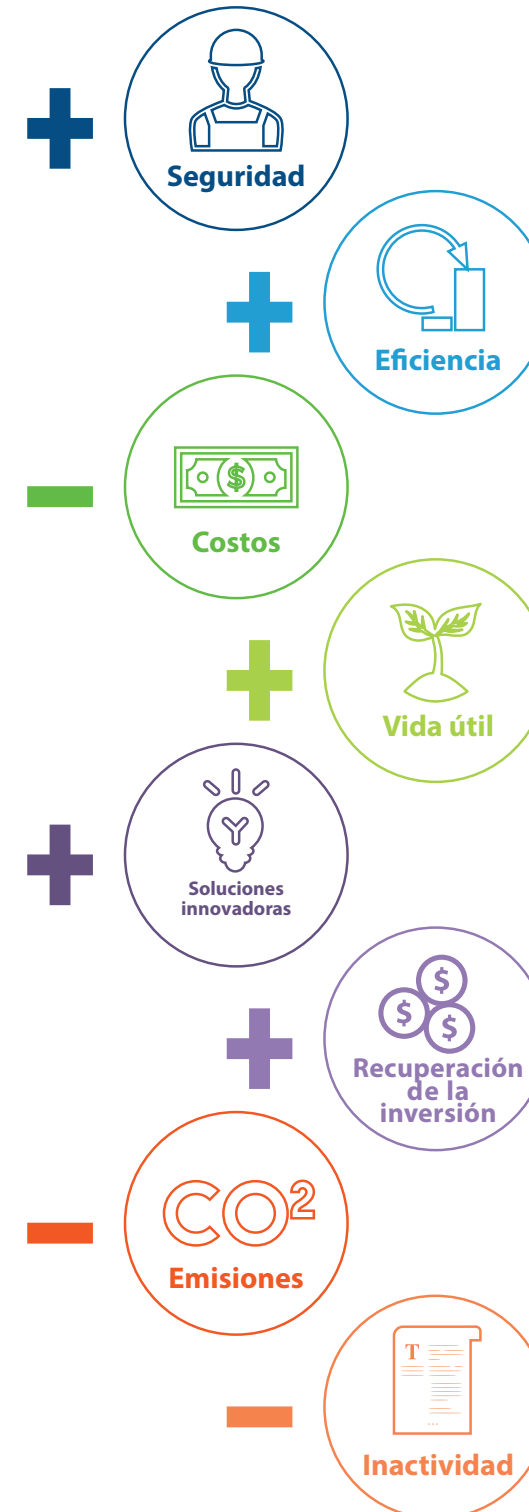 +
Seguridad
+
Eficiencia
−
$
Costos
+
Vida útil
+
Soluciones
innovadoras
+
$
$
$
Recuperación
de la
inversión
−
CO²
Emisiones
−
T
Inactividad